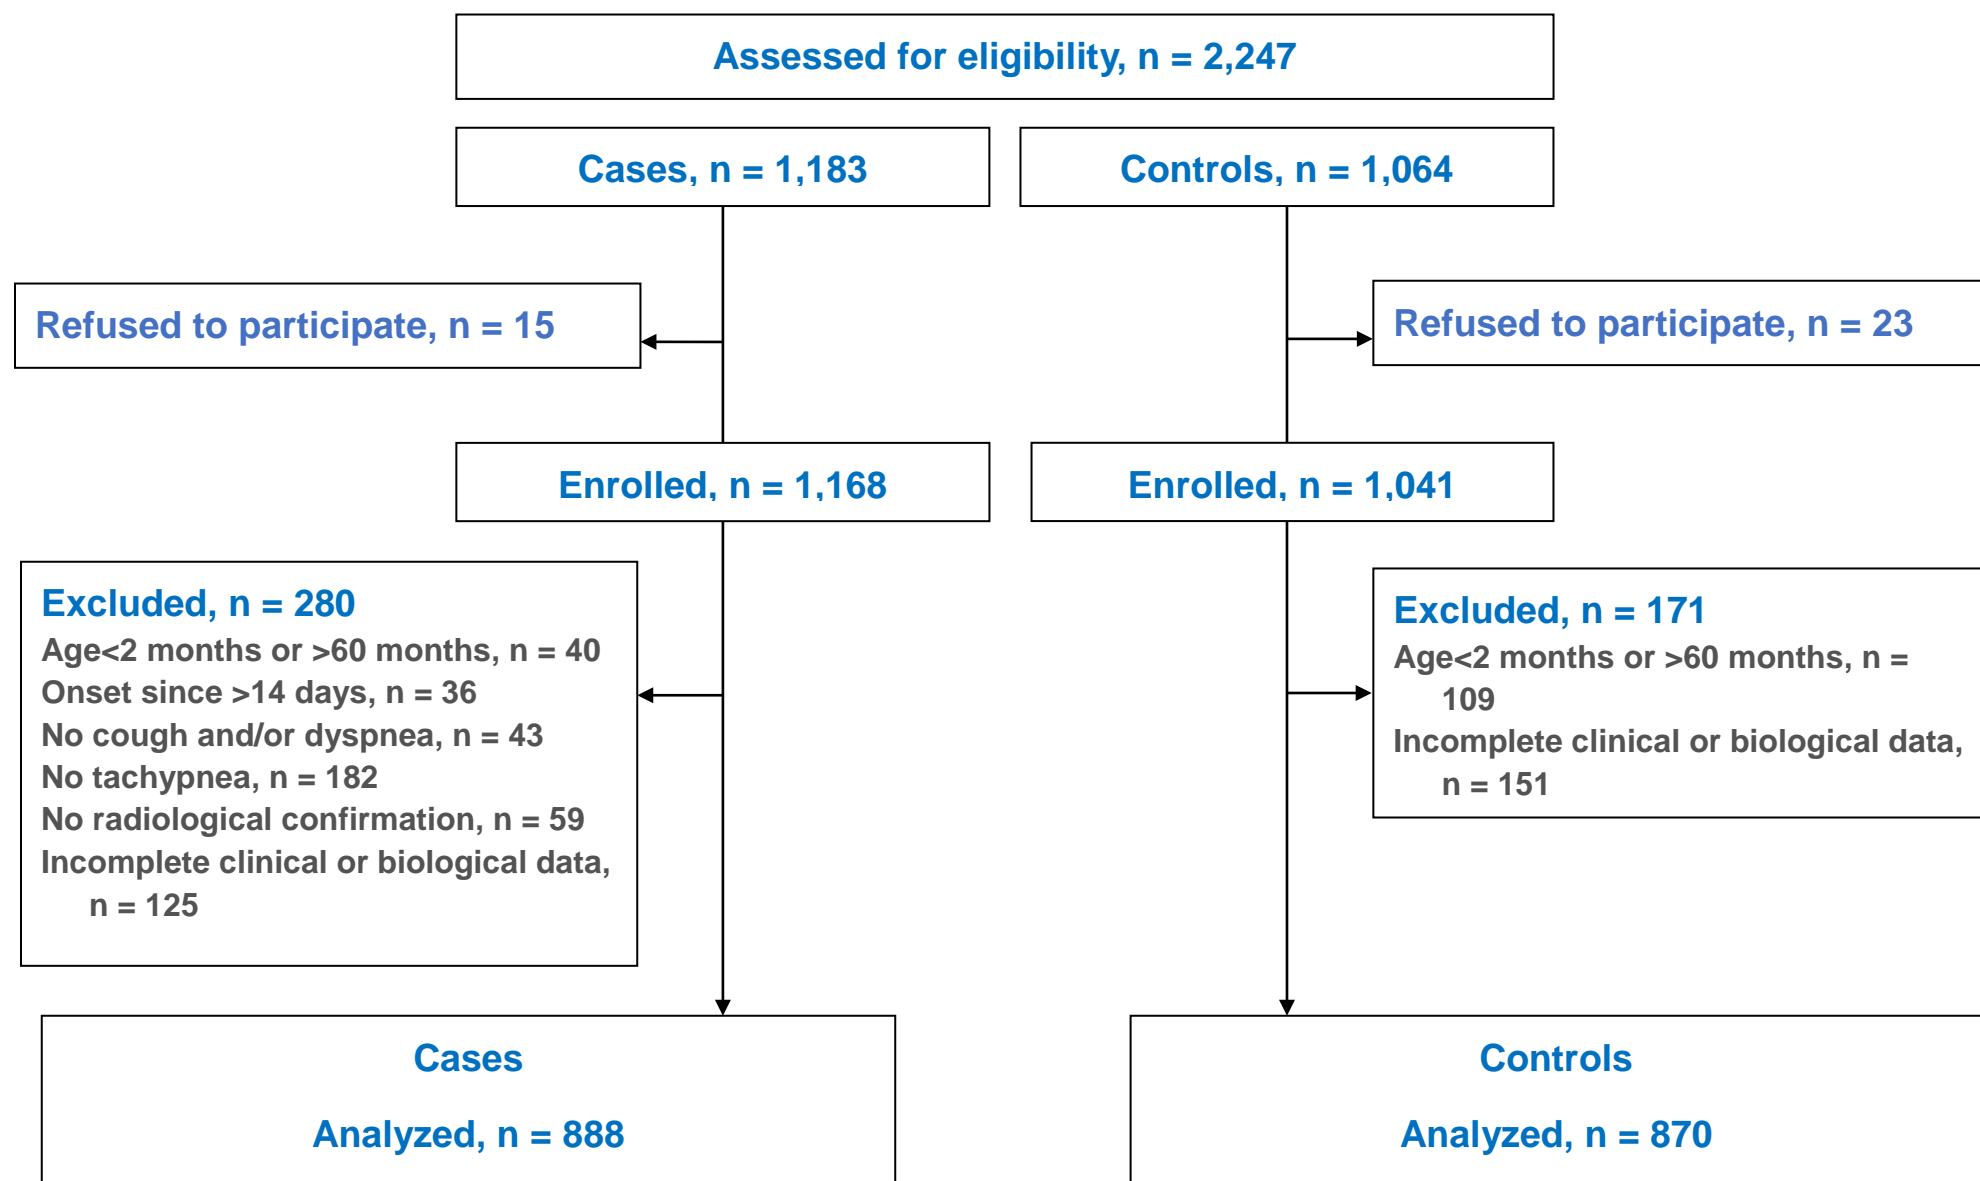 Assessed for eligibility, n = 2,247
Cases, n = 1,183
Controls, n = 1,064
Refused to participate, n = 15
Refused to participate, n = 23
Enrolled, n = 1,168
Enrolled, n = 1,041
Excluded, n = 280
Age<2 months or >60 months, n = 40
Onset since >14 days, n = 36
No cough and/or dyspnea, n = 43
No tachypnea, n = 182
No radiological confirmation, n = 59
Incomplete clinical or biological data,
n = 125
Excluded, n = 171
Age<2 months or >60 months, n =
109
Incomplete clinical or biological data,
n = 151
Cases
Analyzed, n = 888
Controls
Analyzed, n = 870